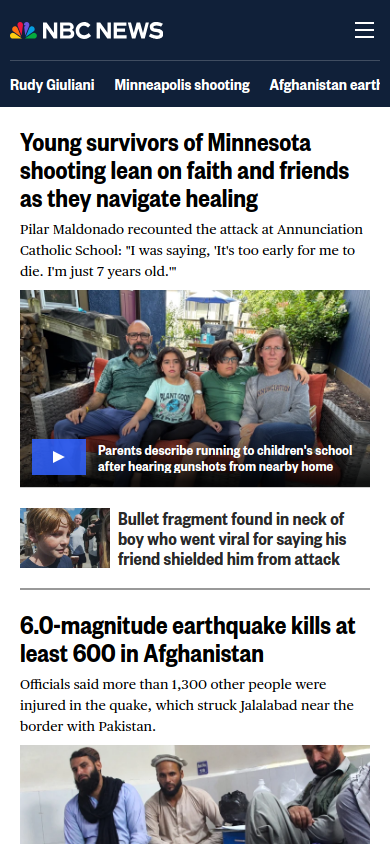 NBC NEWS
Rudy Giuliani Minneapolis shooting Afghanistan earth
Young survivors of Minnesota
shooting lean on faith and friends
as they navigate healing
Pilar Maldonado recounted the attack at Annunciation
Catholic School: "I was saying, 'It's too early for me to
die. I'm just 7 years old.'"
PLANT GOOD
Parents describe running to children's school
after hearing gunshots from nearby home
Bullet fragment found in neck of
boy who went viral for saying his
friend shielded him from attack
6.0-magnitude earthquake kills at
least 600 in Afghanistan
Officials said more than 1,300 other people were
injured in the quake, which struck Jalalabad near the
border with Pakistan.